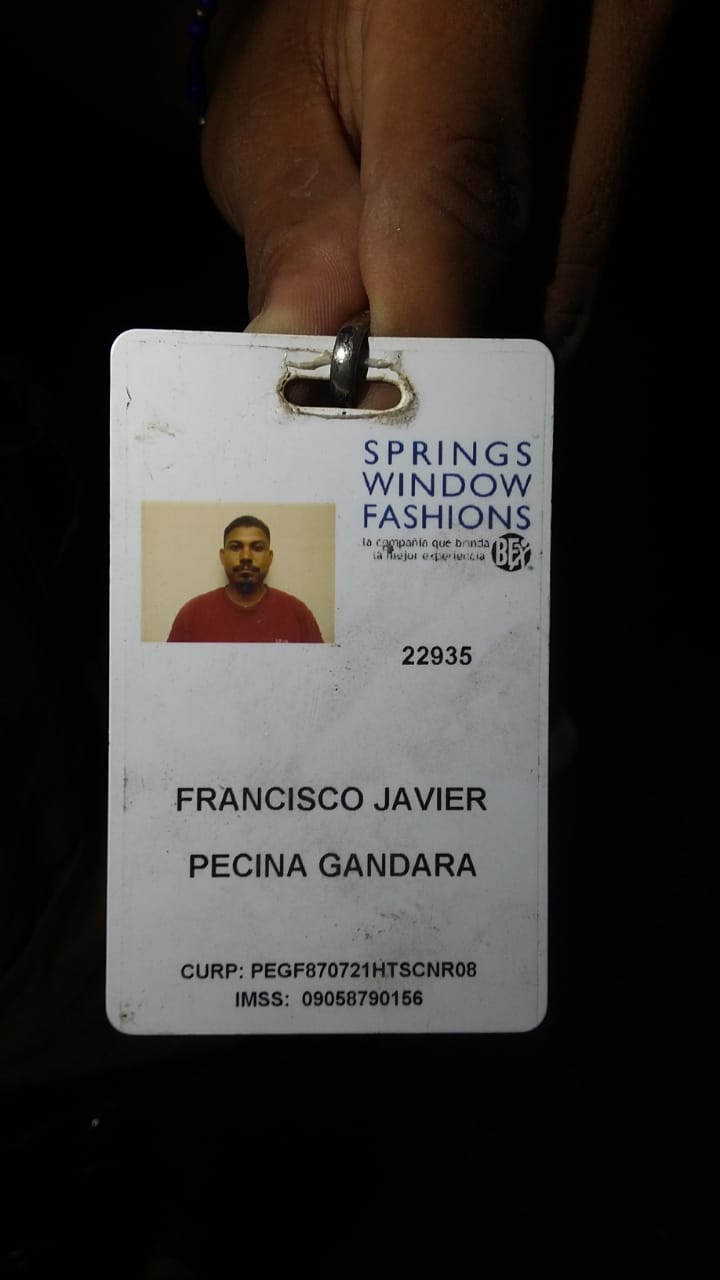 SPRINGS
WINDOW
FASHIONS
la compañía que brinda
la mejor experiencia
BEX
22935
FRANCISCO JAVIER
PECINA GANDARA
CURP: PEGF870721HTSCNR08
IMSS: 09058790156